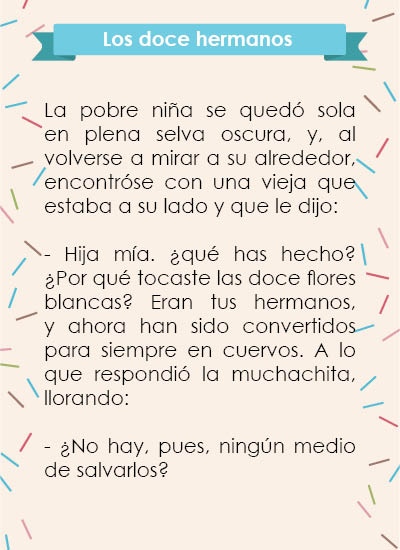 Los doce hermanos
La pobre niña se quedó sola
en plena selva oscura, y, al
volverse a mirar a su alrededor,
encontróse con una vieja que
estaba a su lado y que le dijo:
- Hija mía. ¿qué has hecho?
¿Por qué tocaste las doce flores
blancas? Eran tus hermanos,
y ahora han sido convertidos
para siempre en cuervos. A lo
que respondió la muchachita,
llorando:
- ¿No hay, pues, ningún medio
de salvarlos?